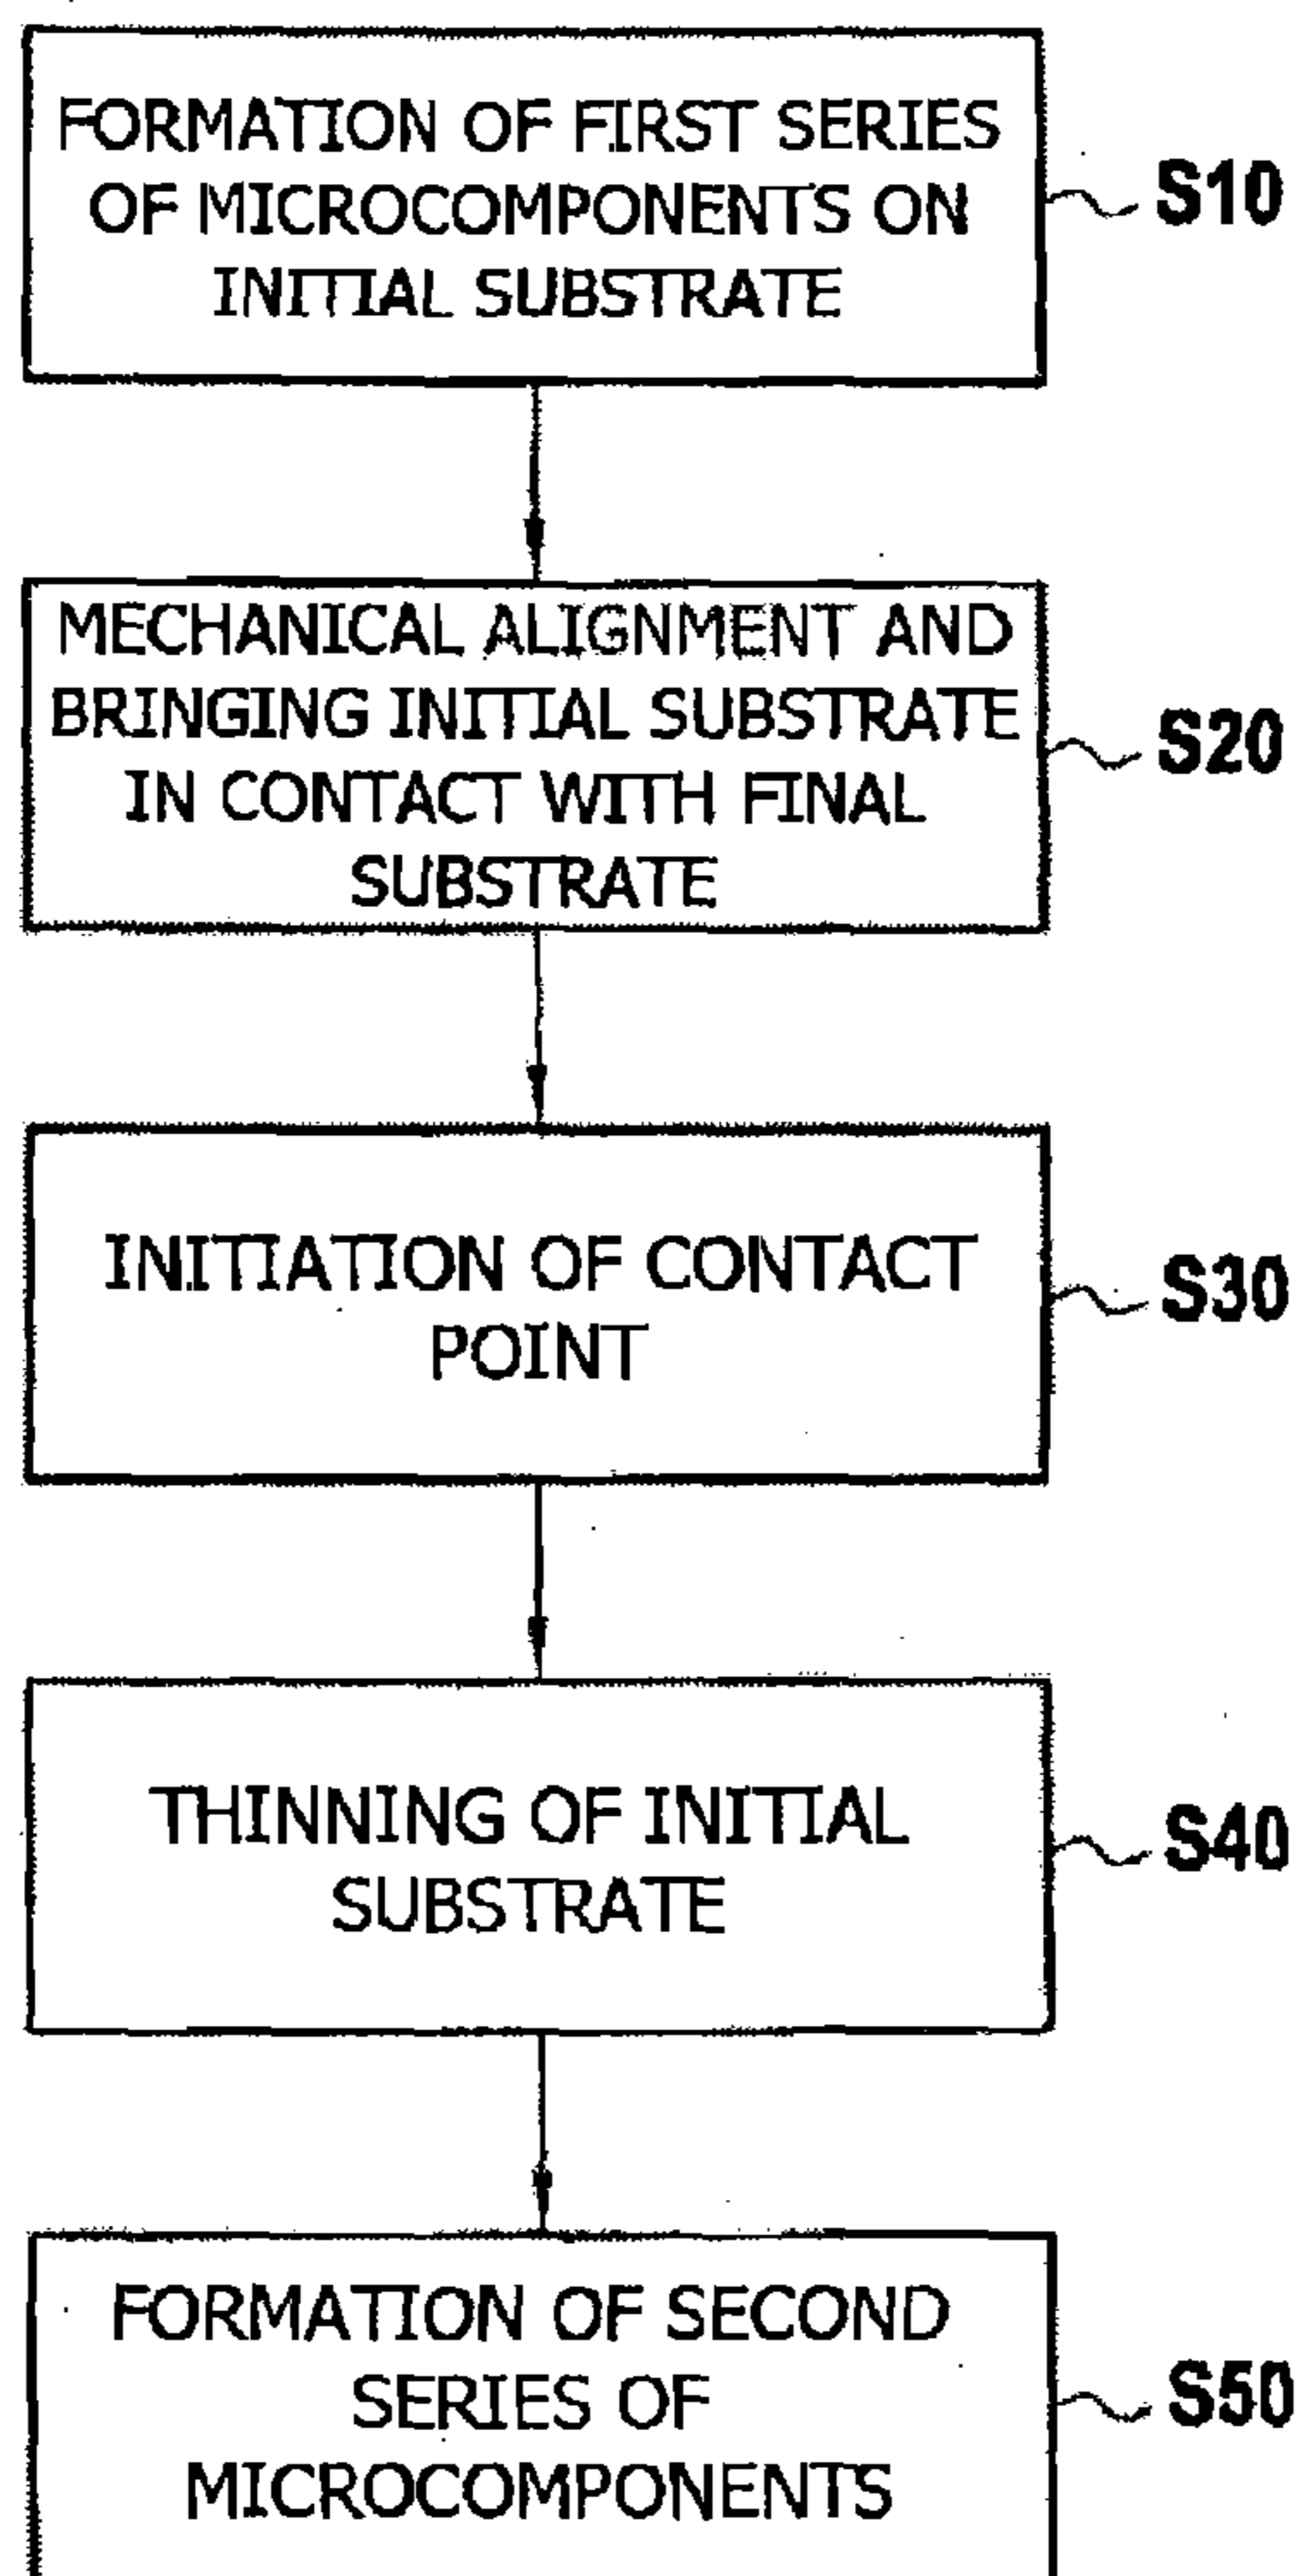 FORMATION OF FIRST SERIES
OF MICROCOMPONENTS ON
INITIAL SUBSTRATE
S10
MECHANICAL ALIGNMENT AND
BRINGING INITIAL SUBSTRATE
IN CONTACT WITH FINAL
SUBSTRATE
S20
INITIATION OF CONTACT
POINT
S30
THINNING OF INITIAL
SUBSTRATE
S40
FORMATION OF SECOND
SERIES OF
MICROCOMPONENTS
S50